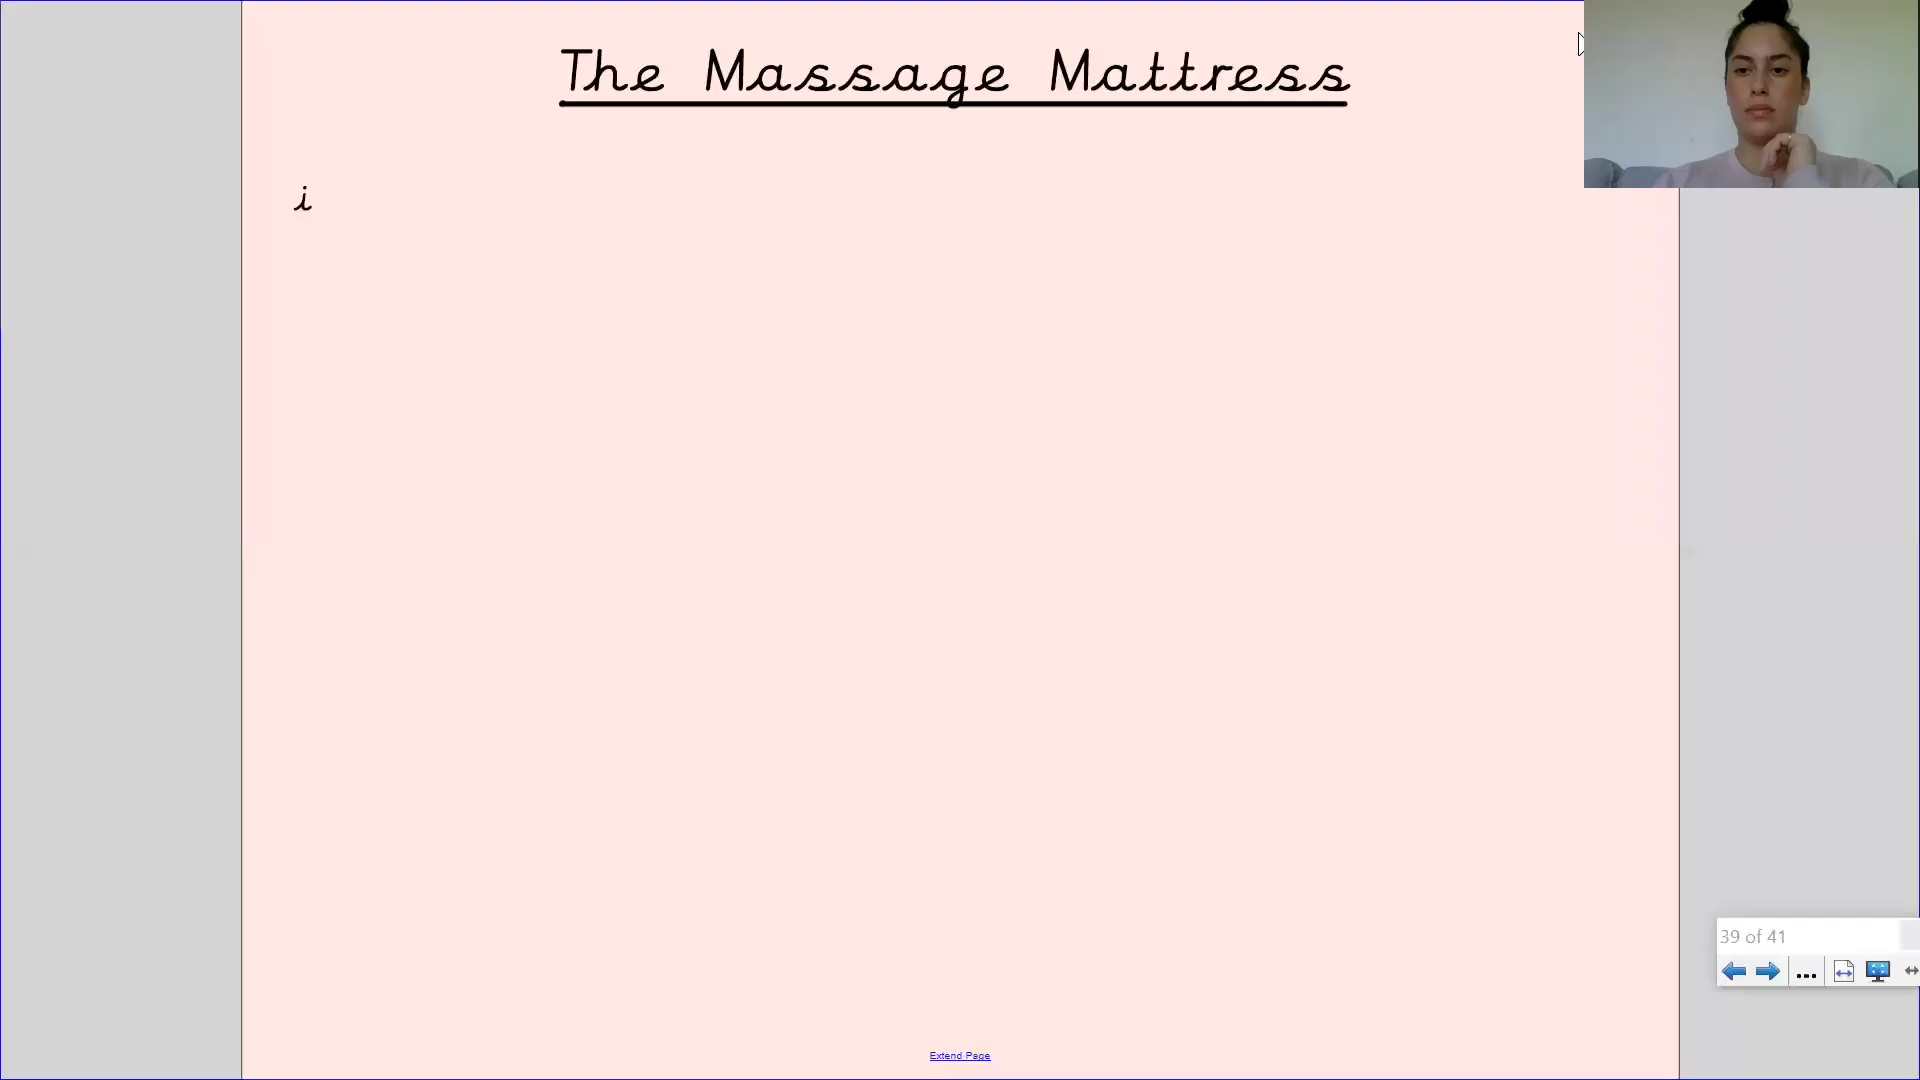 The Massage Mattress
i
39 of 41
...
Extend Page